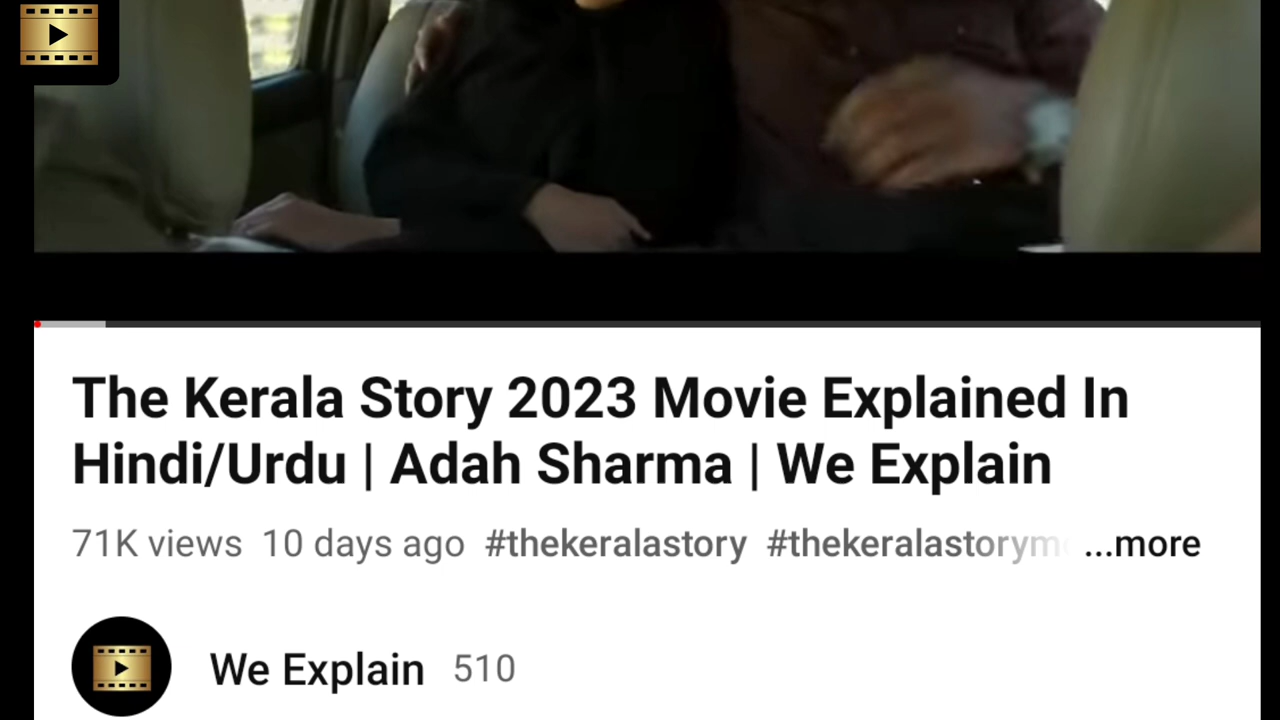 The Kerala Story 2023 Movie Explained In
Hindi/Urdu | Adah Sharma | We Explain
71K views 10 days ago #thekeralastory #thekeralastorym ...more
We Explain 510